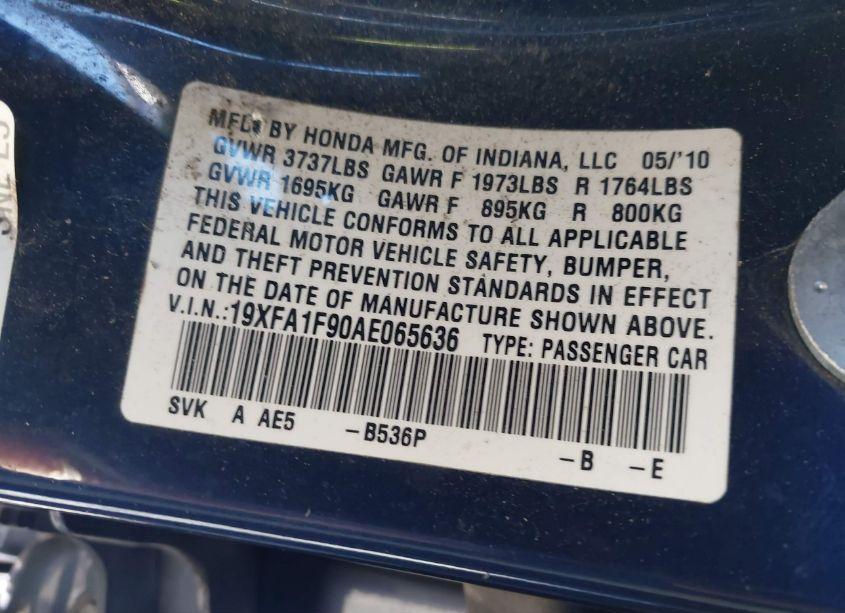 MFD BY HONDA MFG. OF INDIANA, LLC 05/'10
GVWR 3737LBS GAWR F 1973LBS R 1764LBS
GVWR 1695KG GAWR F 895KG R 800KG
THIS VEHICLE CONFORMS TO ALL APPLICABLE
FEDERAL MOTOR VEHICLE SAFETY, BUMPER,
AND THEFT PREVENTION STANDARDS IN EFFECT
ON THE DATE OF MANUFACTURE SHOWN ABOVE.
V.I.N.:19XFA1F90AE065636 TYPE: PASSENGER CAR
SVK A AE5 -B536P -B -E